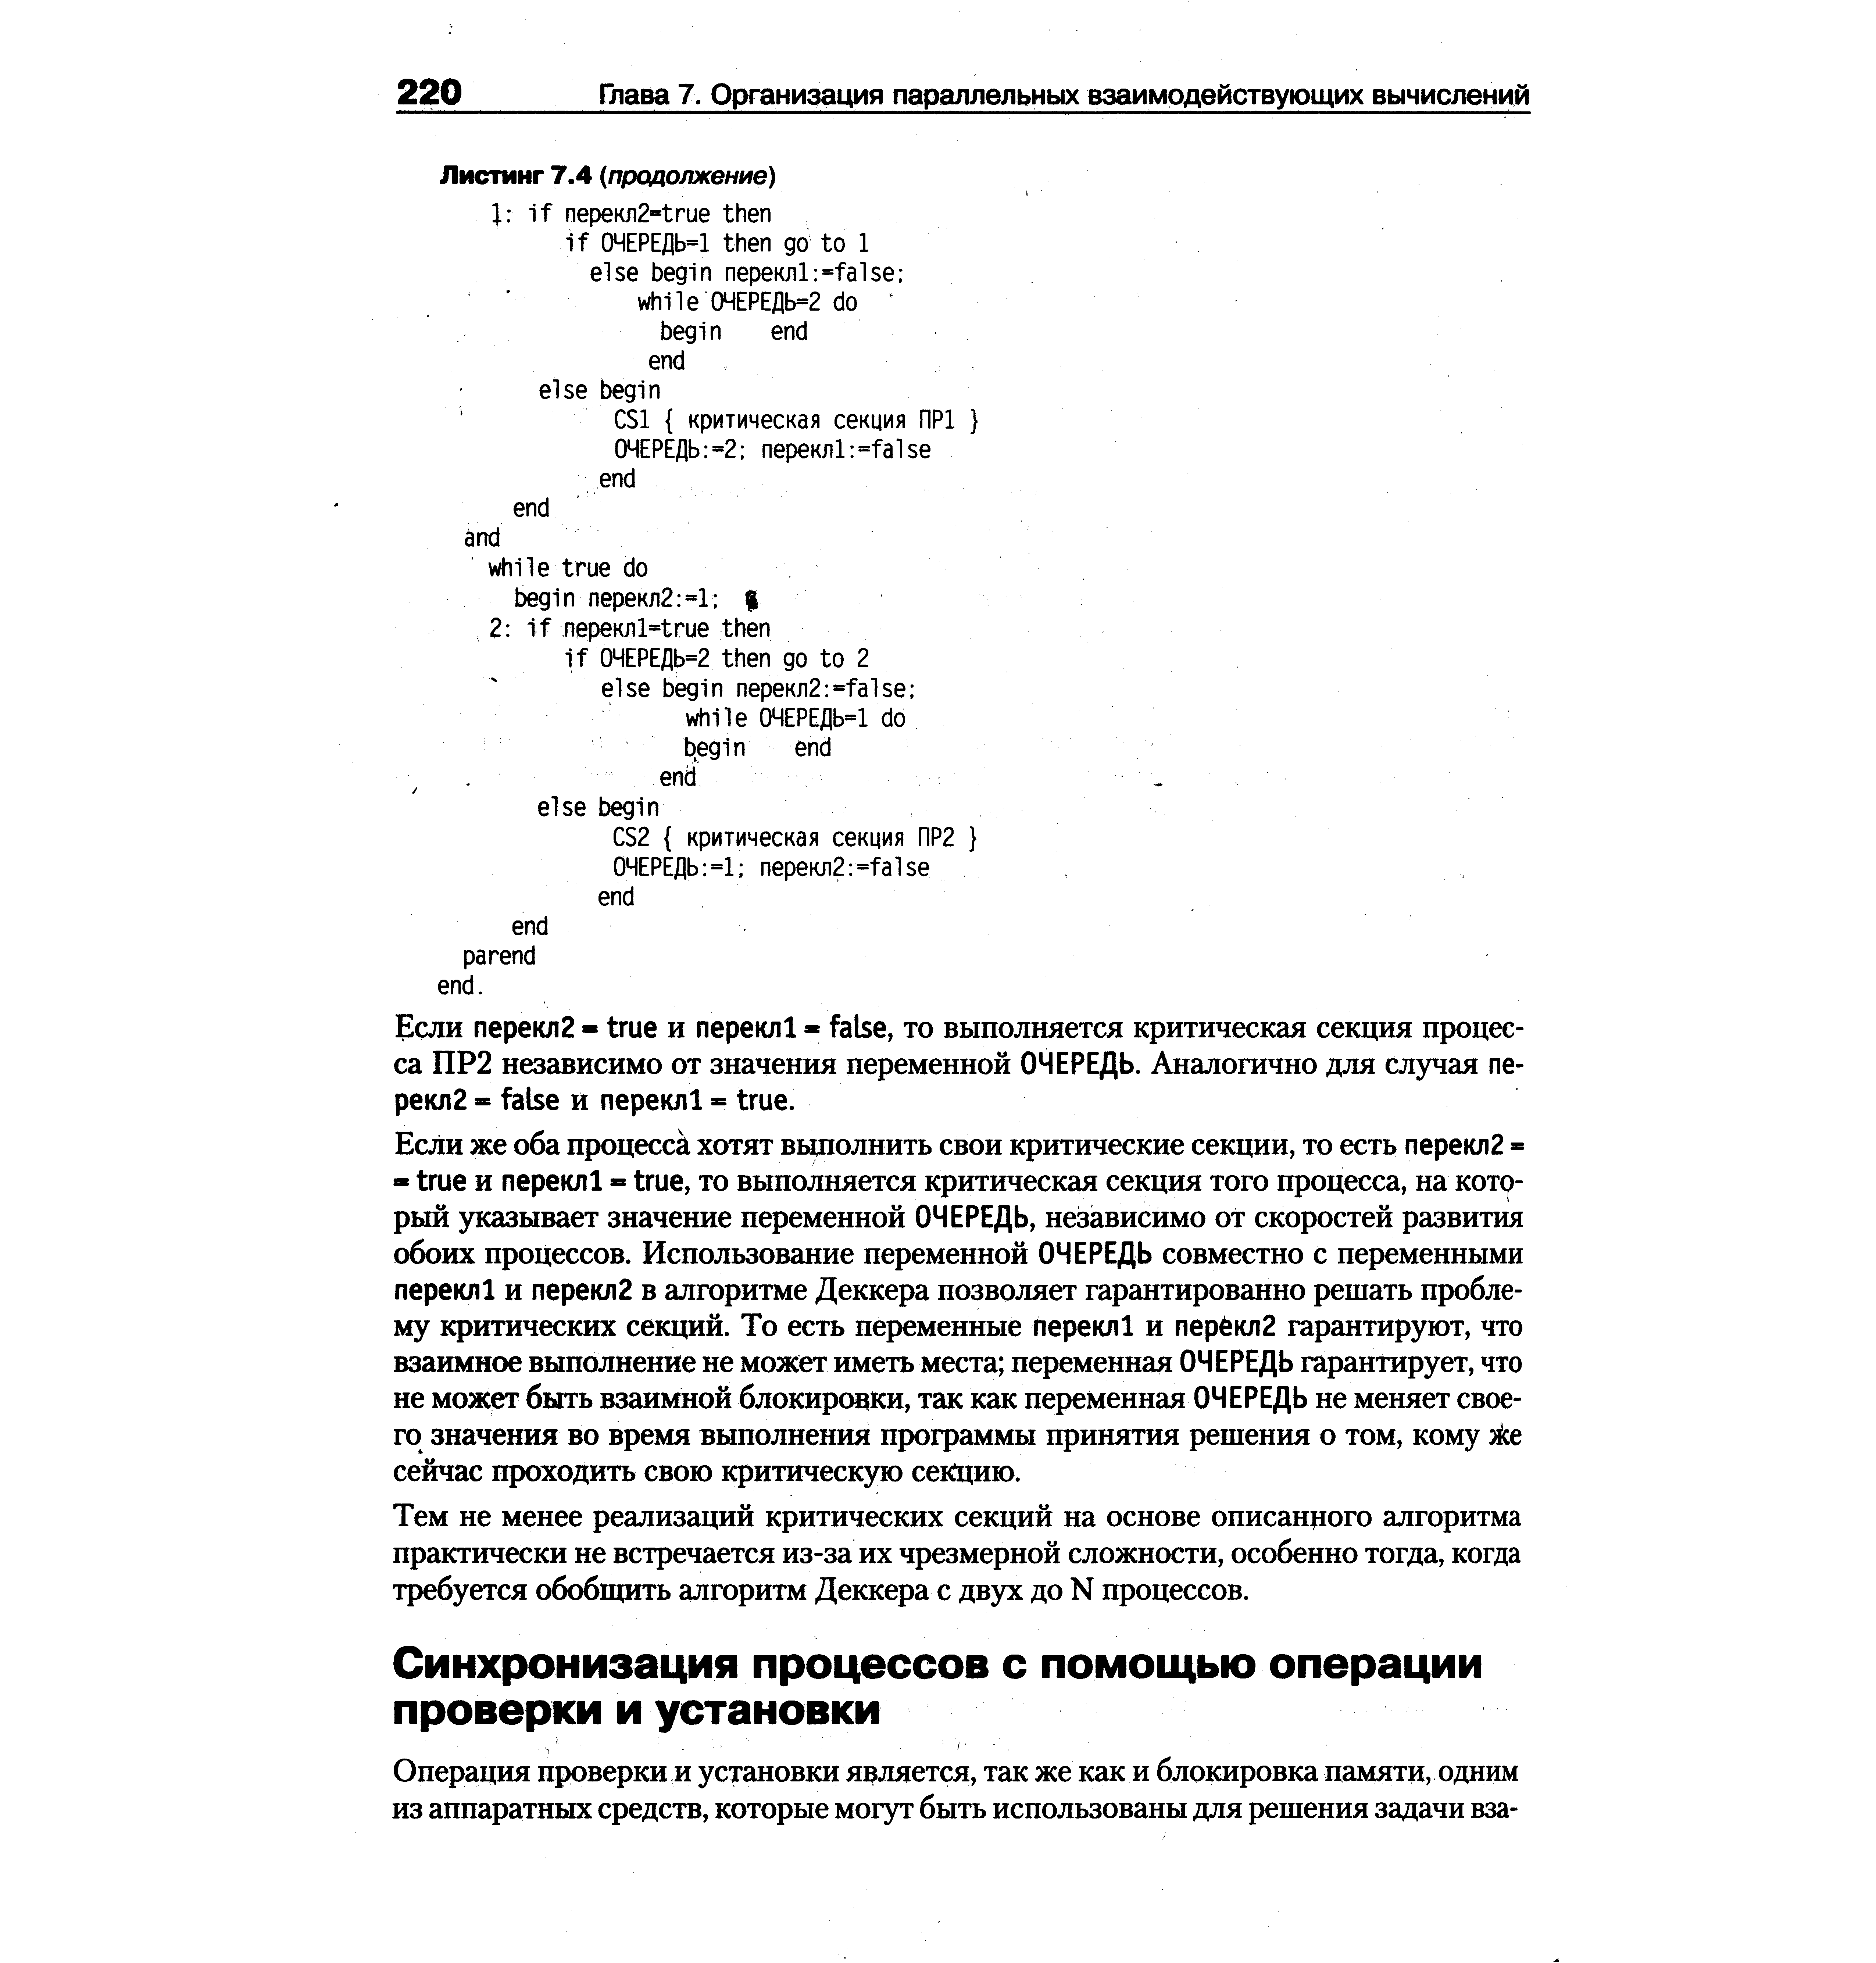 220 Глава 7. Организация параллельных взаимодействующих вычислений
Листинг 7.4 (продолжение)
1: if перекл2=true then
if ОЧЕРЕДЬ=1 then go to 1
else begin перекл1:=false;
while ОЧЕРЕДЬ=2 do
begin end
end
else begin
CS1 { критическая секция ПР1 }
ОЧЕРЕДЬ:=2; перекл1:=false
end
end
and
while true do
begin перекл2:=1;
2: if перекл1=true then
if ОЧЕРЕДЬ=2 then go to 2
else begin перекл2:=false;
while ОЧЕРЕДЬ=1 do
begin end
end
else begin
CS2 { критическая секция ПР2 }
ОЧЕРЕДЬ:=1; перекл2:=false
end
end
parend
end.
Если перекл2 = true и перекл1 = false, то выполняется критическая секция процес-
са ПР2 независимо от значения переменной ОЧЕРЕДЬ. Аналогично для случая пе-
рекл2 = false и перекл1 = true.
Если же оба процесса хотят выполнить свои критические секции, то есть перекл2 =
= true и перекл1 = true, то выполняется критическая секция того процесса, на кото-
рый указывает значение переменной ОЧЕРЕДЬ, независимо от скоростей развития
обоих процессов. Использование переменной ОЧЕРЕДЬ совместно с переменными
перекл1 и перекл2 в алгоритме Деккера позволяет гарантированно решать пробле-
му критических секций. То есть переменные перекл1 и перекл2 гарантируют, что
взаимное выполнение не может иметь места; переменная ОЧЕРЕДЬ гарантирует, что
не может быть взаимной блокировки, так как переменная ОЧЕРЕДЬ не меняет свое-
го значения во время выполнения программы принятия решения о том, кому же
сейчас проходить свою критическую секцию.
Тем не менее реализаций критических секций на основе описанного алгоритма
практически не встречается из-за их чрезмерной сложности, особенно тогда, когда
требуется обобщить алгоритм Деккера с двух до N процессов.
Синхронизация процессов с помощью операции
проверки и установки
Операция проверки и установки является, так же как и блокировка памяти, одним
из аппаратных средств, которые могут быть использованы для решения задачи вза-